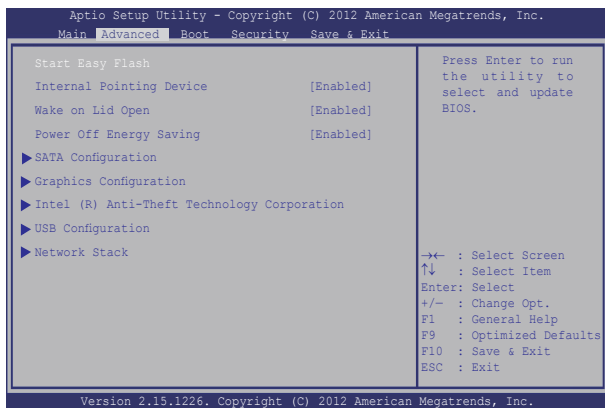 Aptio Setup Utility - Copyright (C) 2012 American Megatrends, Inc.
Main Advanced Boot Security Save & Exit
Start Easy Flash
Internal Pointing Device [Enabled]
Wake on Lid Open [Enabled]
Power Off Energy Saving [Enabled]
SATA Configuration
Graphics Configuration
Intel (R) Anti-Theft Technology Corporation
USB Configuration
Network Stack
Press Enter to run
the utility to
select and update
BIOS.
→← : Select Screen
↑↓ : Select Item
Enter: Select
+/— : Change Opt.
F1 : General Help
F9 : Optimized Defaults
F10 : Save & Exit
ESC : Exit
Version 2.15.1226. Copyright (C) 2012 American Megatrends, Inc.